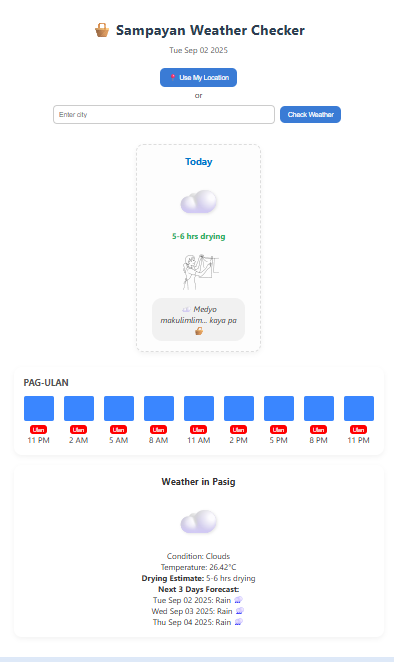 Sampayan Weather Checker
Tue Sep 02 2025
Use My Location
or
Enter city
Check Weather
Today
5-6 hrs drying
Medyo
makulimlim... kaya pa
PAG-ULAN
Ulan Ulan Ulan Ulan Ulan Ulan Ulan Ulan Ulan
11 PM 2 AM 5 AM 8 AM 11 AM 2 PM 5 PM 8 PM 11 PM
Weather in Pasig
Condition: Clouds
Temperature: 26.42°C
Drying Estimate: 5-6 hrs drying
Next 3 Days Forecast:
Tue Sep 02 2025: Rain
Wed Sep 03 2025: Rain
Thu Sep 04 2025: Rain